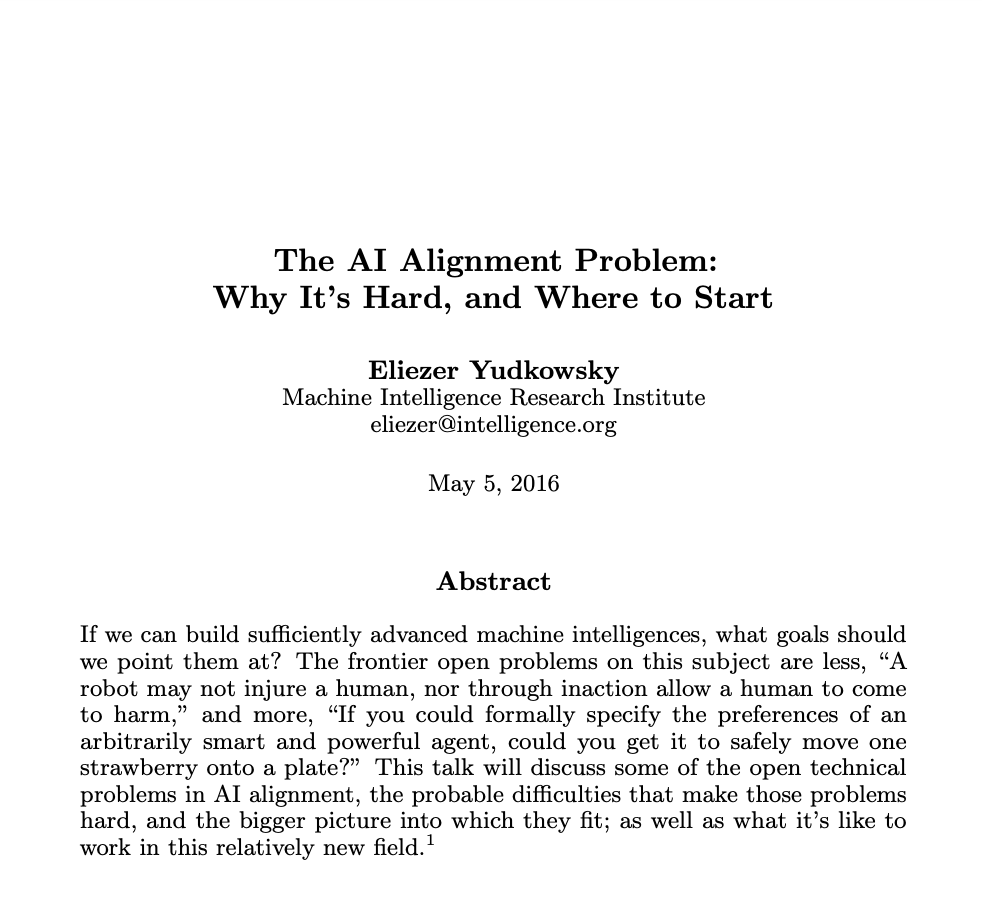 The AI Alignment Problem:
Why It’s Hard, and Where to Start
Eliezer Yudkowsky
Machine Intelligence Research Institute
eliezer@intelligence.org
May 5, 2016
Abstract
If we can build sufficiently advanced machine intelligences, what goals should
we point them at? The frontier open problems on this subject are less, “A
robot may not injure a human, nor through inaction allow a human to come
to harm,” and more, “If you could formally specify the preferences of an
arbitrarily smart and powerful agent, could you get it to safely move one
strawberry onto a plate?” This talk will discuss some of the open technical
problems in AI alignment, the probable difficulties that make those problems
hard, and the bigger picture into which they fit; as well as what it’s like to
work in this relatively new field.¹